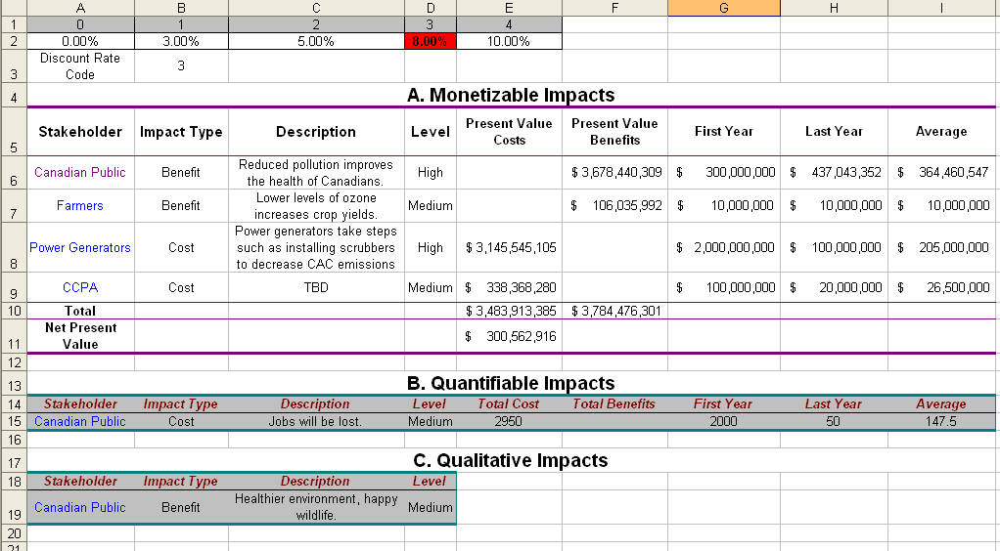 A B C D E F G H I
1 0 1 2 3 4
2 0.00% 3.00% 5.00% 8.00% 10.00%
3 Discount Rate Code 3
4 A. Monetizable Impacts
5 Stakeholder Impact Type Description Level Present Value Costs Present Value Benefits First Year Last Year Average
6 Canadian Public Benefit Reduced pollution improves the health of Canadians. High $ 3,678,440,309 $ 300,000,000 $ 437,043,352 $ 364,460,547
7 Farmers Benefit Lower levels of ozone increases crop yields. Medium $ 106,035,992 $ 10,000,000 $ 10,000,000 $ 10,000,000
8 Power Generators Cost Power generators take steps such as installing scrubbers to decrease CAC emissions High $ 3,145,545,105 $ 2,000,000,000 $ 100,000,000 $ 205,000,000
9 CCPA Cost TBD Medium $ 338,368,280 $ 100,000,000 $ 20,000,000 $ 26,500,000
10 Total $ 3,483,913,385 $ 3,784,476,301
11 Net Present Value $ 300,562,916
12
13 B. Quantifiable Impacts
14 Stakeholder Impact Type Description Level Total Cost Total Benefits First Year Last Year Average
15 Canadian Public Cost Jobs will be lost. Medium 2950 2000 50 147.5
16
17 C. Qualitative Impacts
18 Stakeholder Impact Type Description Level
19 Canadian Public Benefit Healthier environment, happy wildlife. Medium
20
21